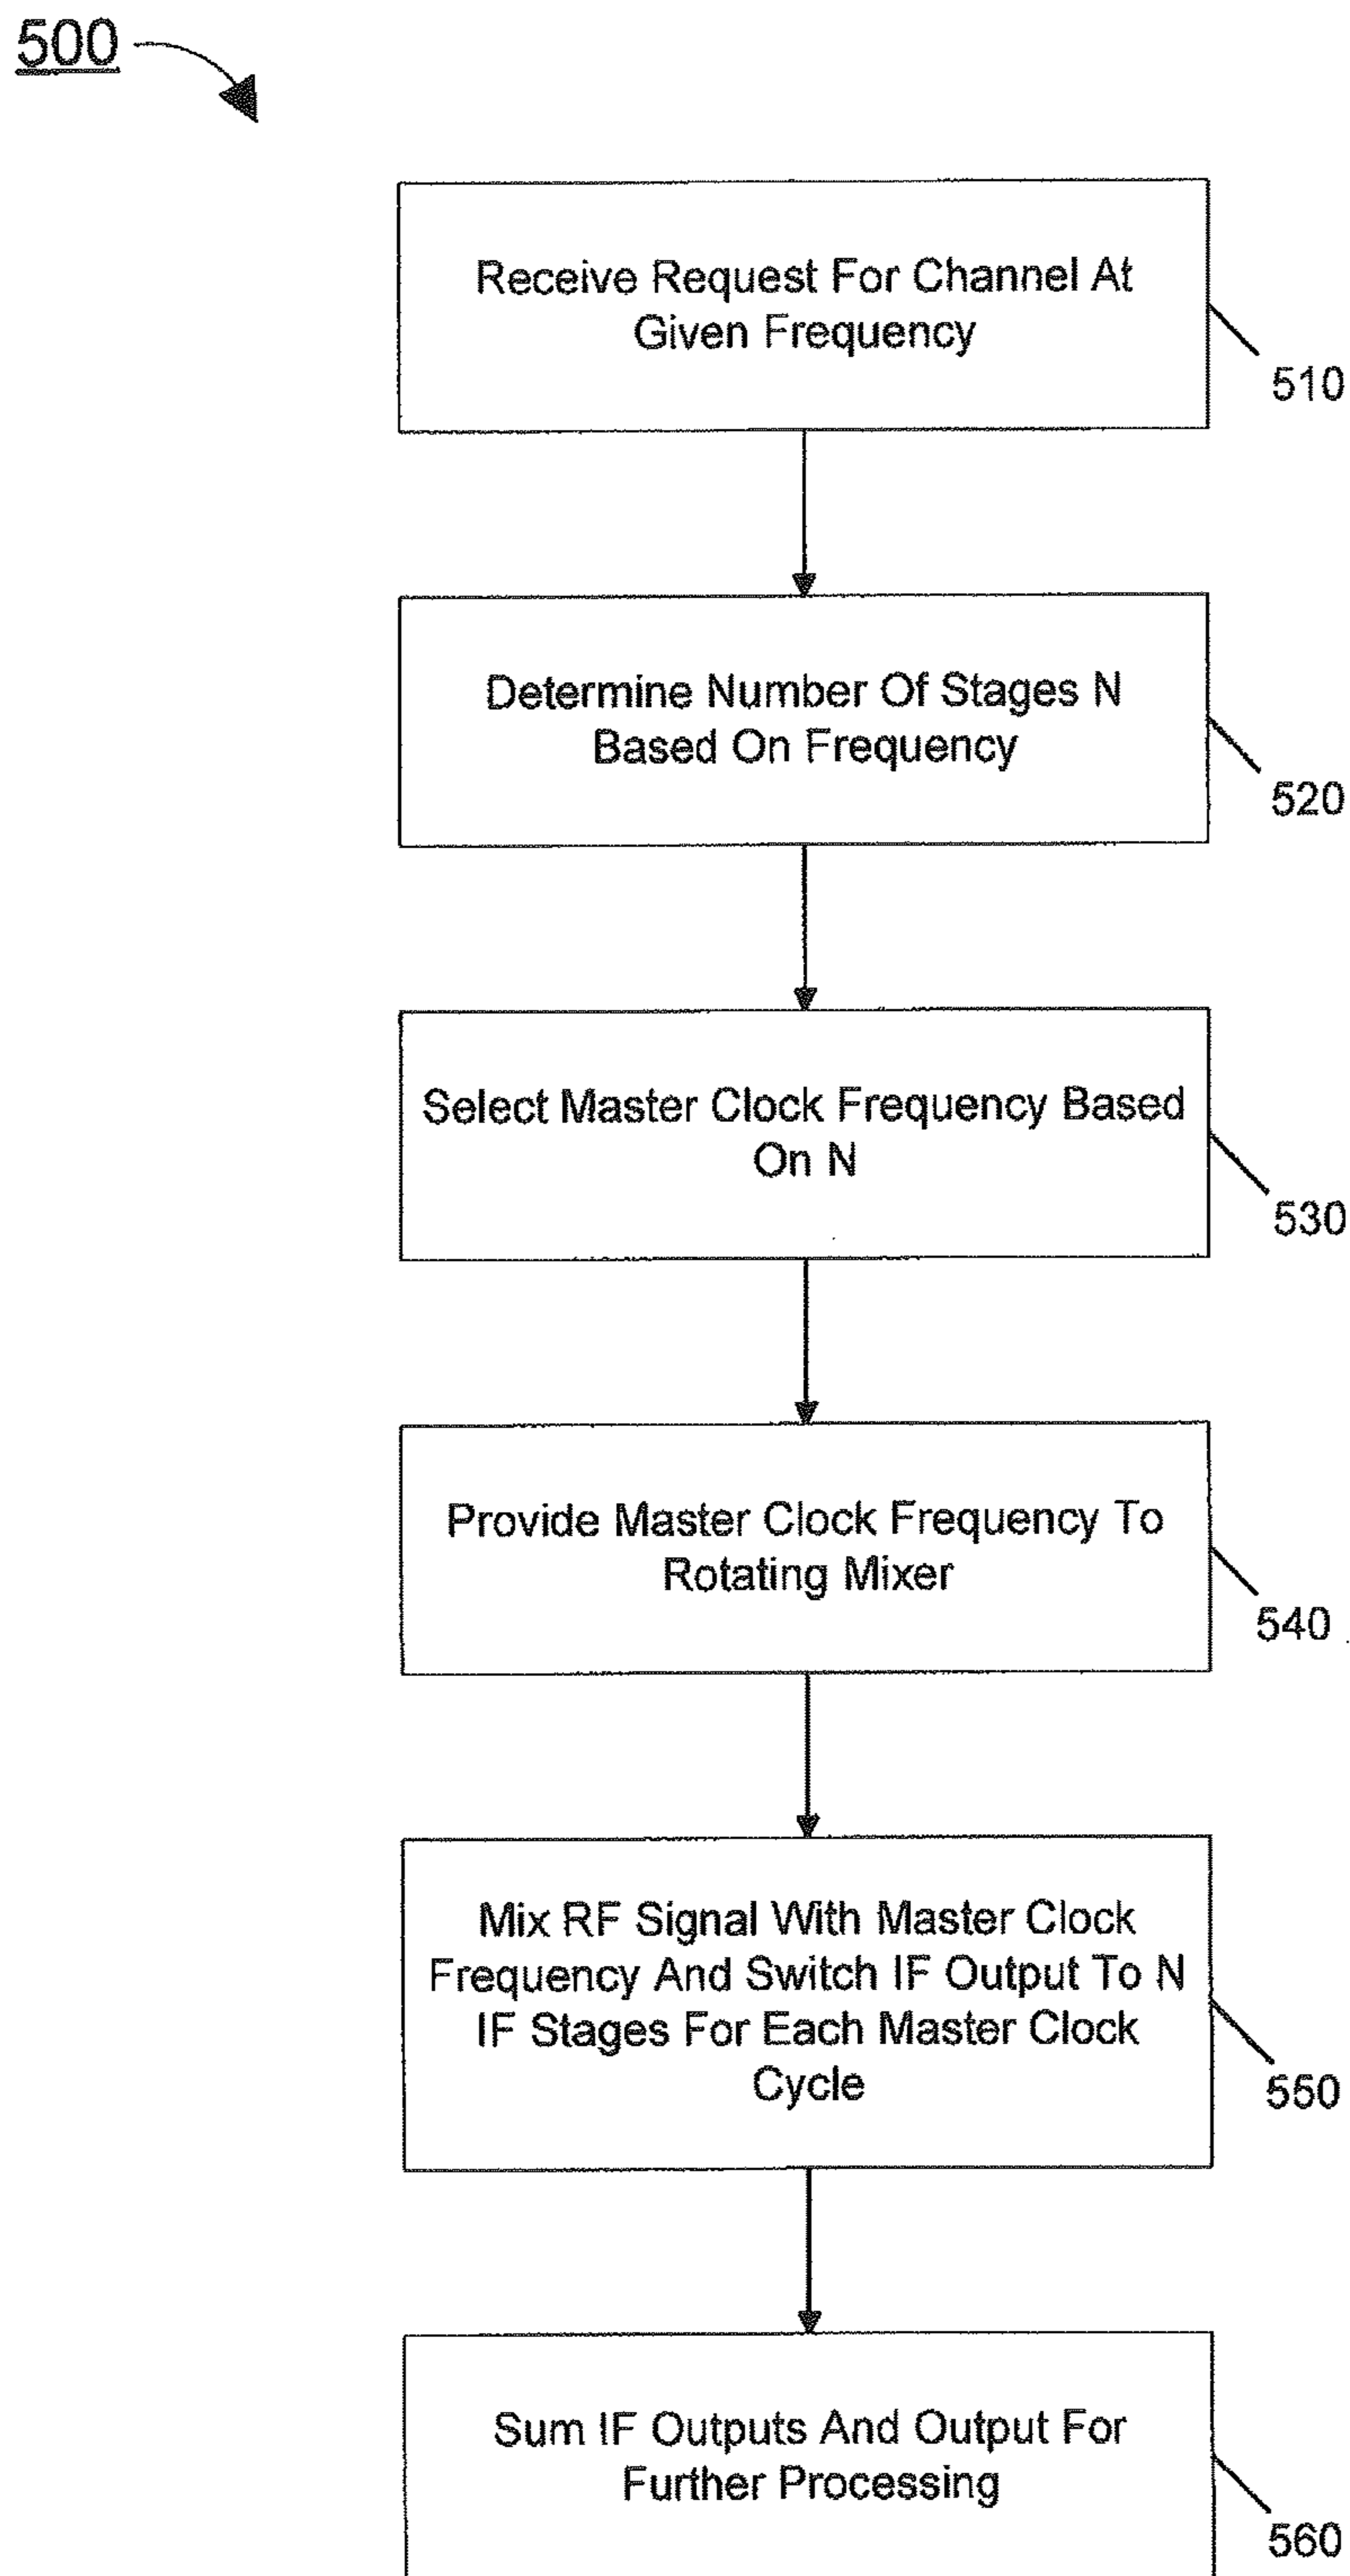 500
Receive Request For Channel At
Given Frequency
510
Determine Number Of Stages N
Based On Frequency
520
Select Master Clock Frequency Based
On N
530
Provide Master Clock Frequency To
Rotating Mixer
540
Mix RF Signal With Master Clock
Frequency And Switch IF Output To N
IF Stages For Each Master Clock
Cycle
550
Sum IF Outputs And Output For
Further Processing
560